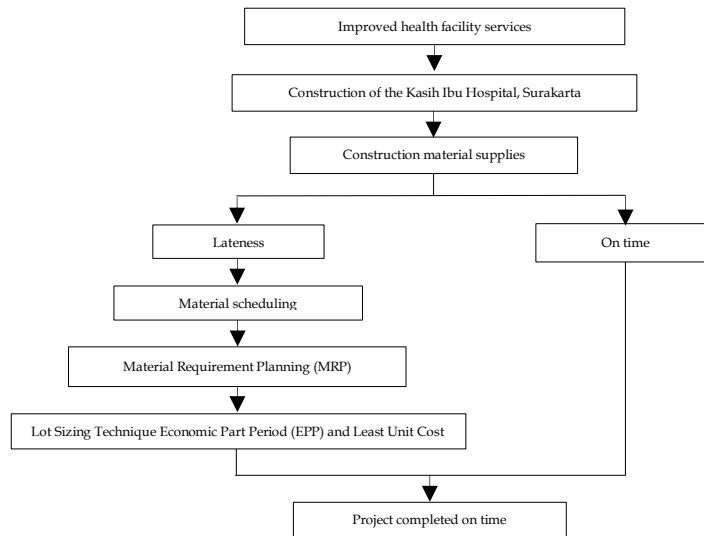 Improved health facility services
Construction of the Kasih Ibu Hospital, Surakarta
Construction material supplies
Lateness
On time
Material scheduling
Material Requirement Planning (MRP)
Lot Sizing Technique Economic Part Period (EPP) and Least Unit Cost
Project completed on time